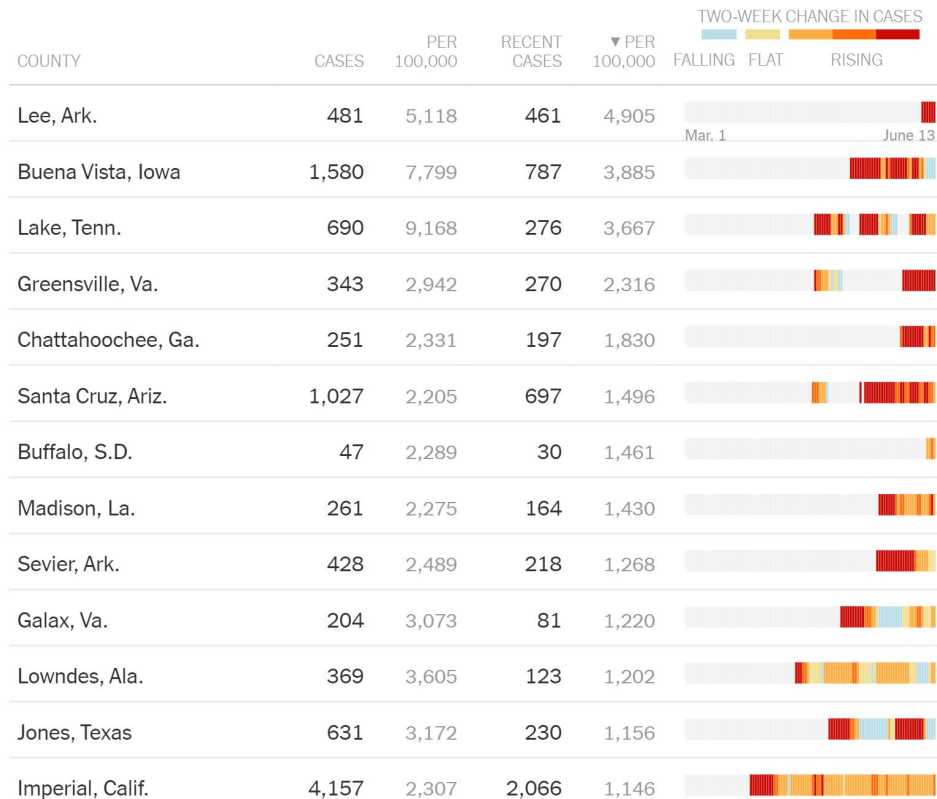 TWO-WEEK CHANGE IN CASES
COUNTY CASES PER 100,000 RECENT CASES ▼ PER 100,000 FALLING FLAT RISING
Lee, Ark. 481 5,118 461 4,905
Mar. 1 June 13
Buena Vista, Iowa 1,580 7,799 787 3,885
Lake, Tenn. 690 9,168 276 3,667
Greensville, Va. 343 2,942 270 2,316
Chattahoochee, Ga. 251 2,331 197 1,830
Santa Cruz, Ariz. 1,027 2,205 697 1,496
Buffalo, S.D. 47 2,289 30 1,461
Madison, La. 261 2,275 164 1,430
Sevier, Ark. 428 2,489 218 1,268
Galax, Va. 204 3,073 81 1,220
Lowndes, Ala. 369 3,605 123 1,202
Jones, Texas 631 3,172 230 1,156
Imperial, Calif. 4,157 2,307 2,066 1,146